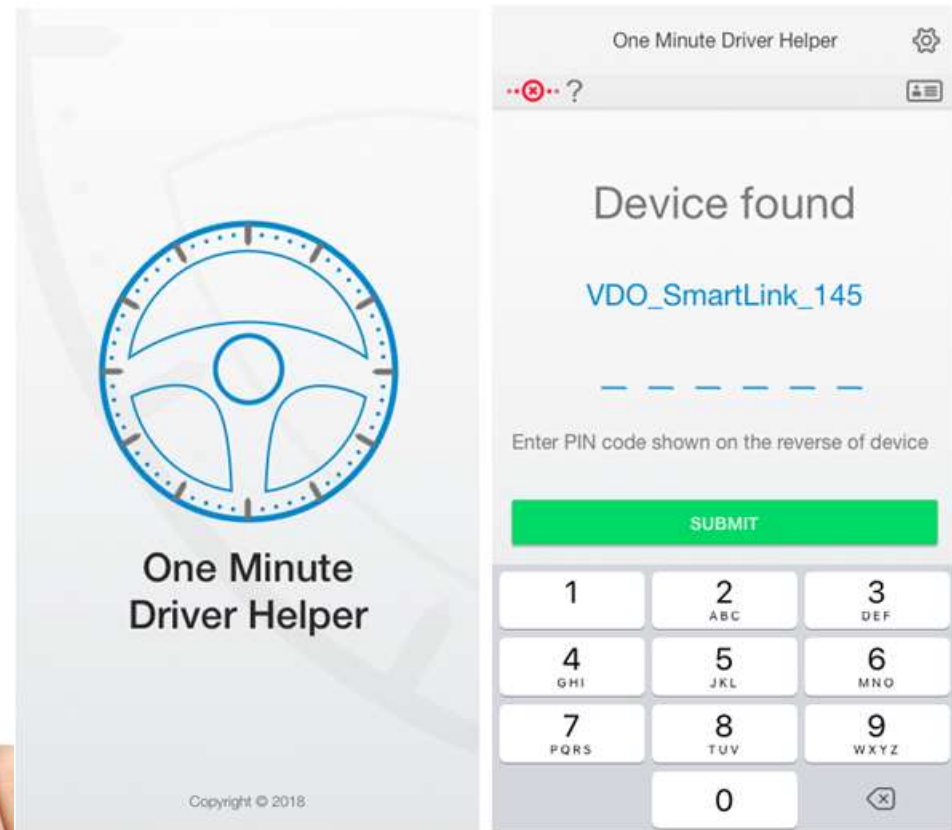 One Minute
Driver Helper
Copyright © 2018
One Minute Driver Helper
?
Device found
VDO_SmartLink_145
Enter PIN code shown on the reverse of device
SUBMIT
1
2
ABC
3
DEF
4
GHI
5
JKL
6
MNO
7
PQRS
8
TUV
9
WXYZ
0